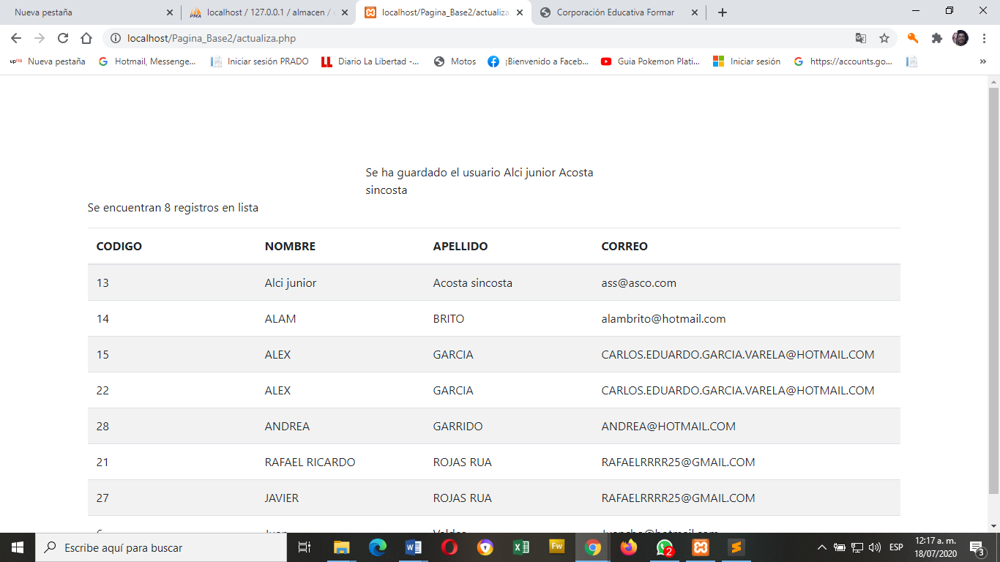 Nueva pestaña
localhost / 127.0.0.1 / almacen /
localhost/Pagina_Base2/actualiza
Corporación Educativa Formar
localhost/Pagina_Base2/actualiza.php
Nueva pestaña
Hotmail, Messenge...
Iniciar sesión PRADO
Diario La Libertad -...
Motos
¡Bienvenido a Faceb...
Guia Pokemon Plati...
Iniciar sesión
https://accounts.go...
Se ha guardado el usuario Alci junior Acosta
sincosta
Se encuentran 8 registros en lista
CODIGO NOMBRE APELLIDO CORREO
13 Alci junior Acosta sincosta ass@asco.com
14 ALAM BRITO alambrito@hotmail.com
15 ALEX GARCIA CARLOS.EDUARDO.GARCIA.VARELA@HOTMAIL.COM
22 ALEX GARCIA CARLOS.EDUARDO.GARCIA.VARELA@HOTMAIL.COM
28 ANDREA GARRIDO ANDREA@HOTMAIL.COM
21 RAFAEL RICARDO ROJAS RUA RAFAELRRRR25@GMAIL.COM
27 JAVIER ROJAS RUA RAFAELRRRR25@GMAIL.COM
Escribe aquí para buscar
ESP
12:17 a. m.
18/07/2020